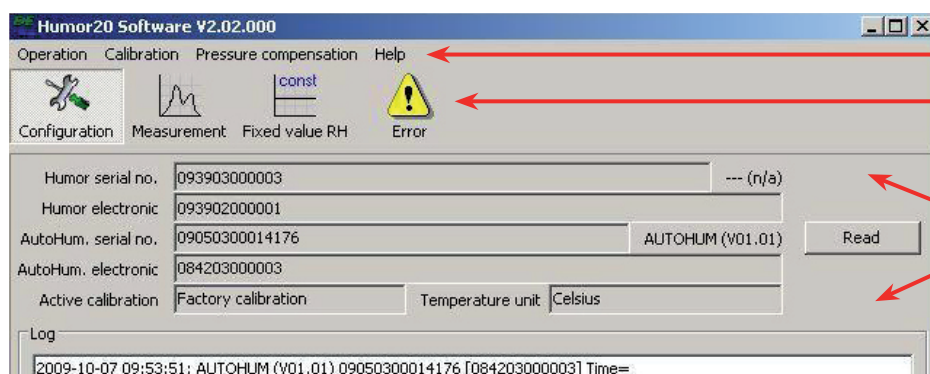 Humor20 Software V2.02.000
Operation Calibration Pressure compensation Help
const
Configuration Measurement Fixed value RH Error
Humor serial no. 093903000003 --- (n/a)
Humor electronic 093902000001
AutoHum. serial no. 09050300014176 AUTOHUM (V01.01) Read
AutoHum. electronic 084203000003
Active calibration Factory calibration Temperature unit Celsius
Log
2009-10-07 09:53:51: AUTOHUM (V01.01) 09050300014176 [084203000003] Time=